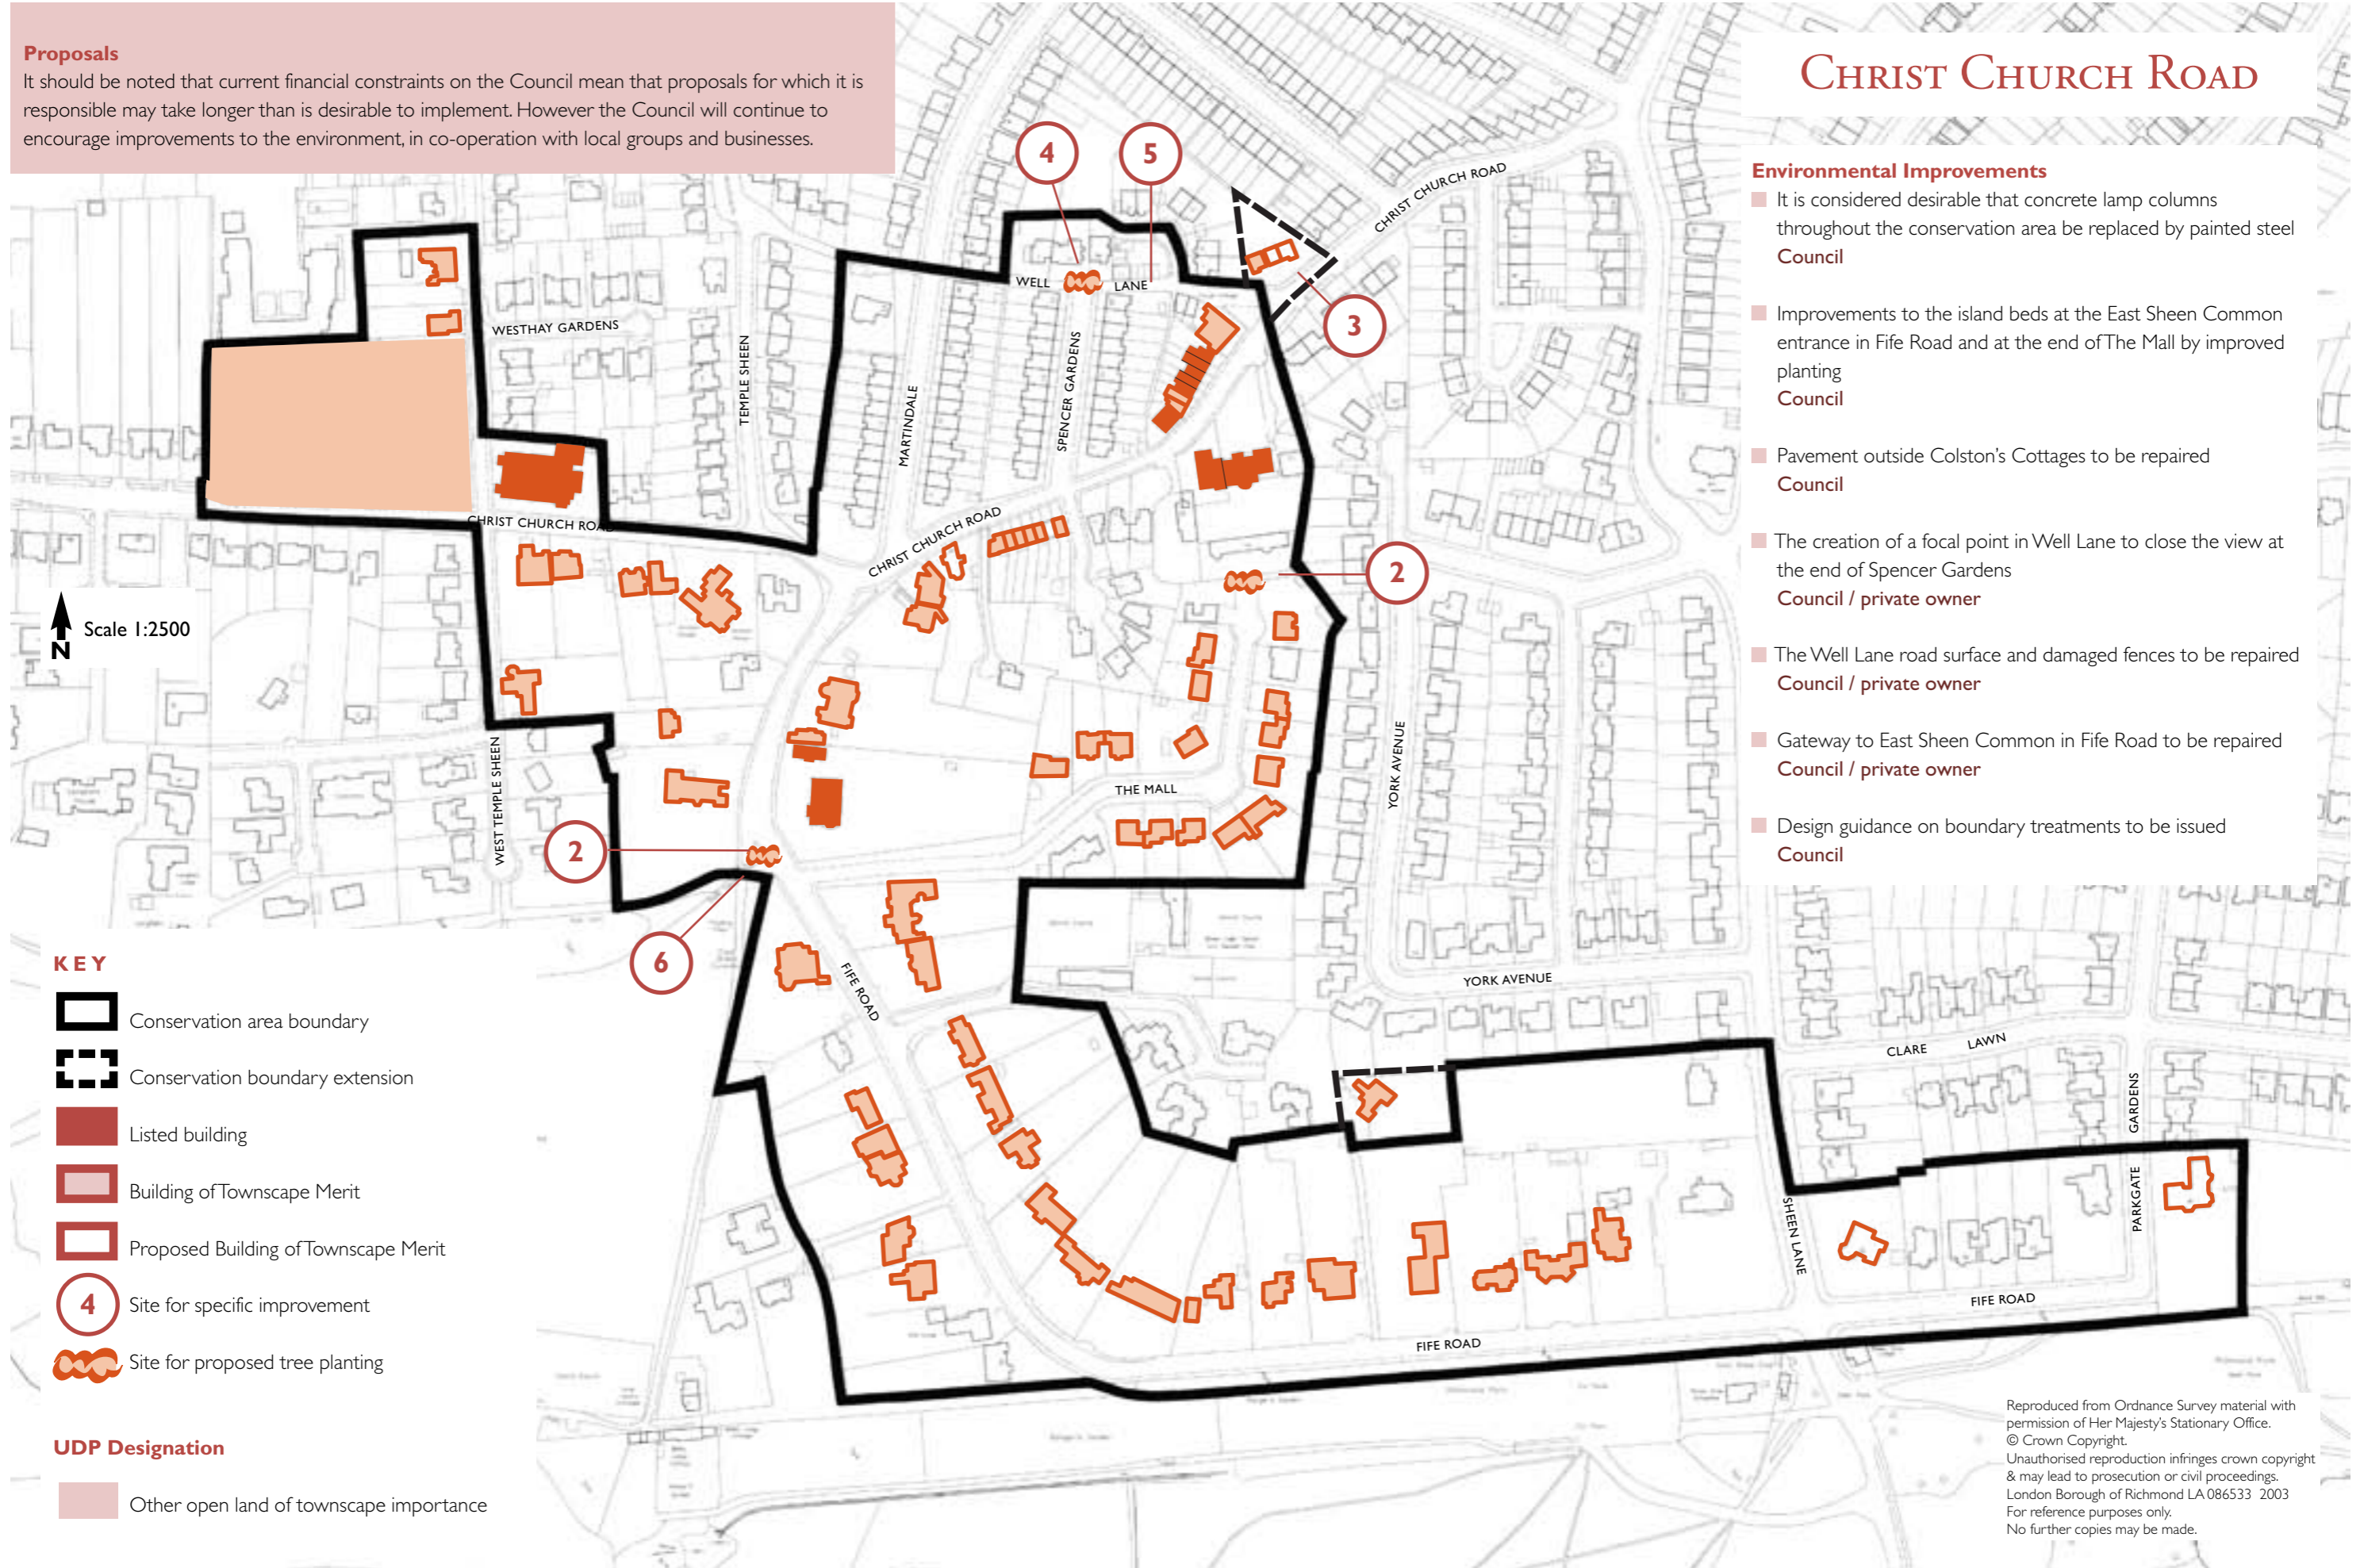 Proposals
It should be noted that current financial constraints on the Council mean that proposals for which it is
responsible may take longer than is desirable to implement. However the Council will continue to
encourage improvements to the environment, in co-operation with local groups and businesses.
CHRIST CHURCH ROAD
Environmental Improvements
It is considered desirable that concrete lamp columns
throughout the conservation area be replaced by painted steel
Council
Improvements to the island beds at the East Sheen Common
entrance in Fife Road and at the end of The Mall by improved
planting
Council
Pavement outside Colston's Cottages to be repaired
Council
The creation of a focal point in Well Lane to close the view at
the end of Spencer Gardens
Council / private owner
The Well Lane road surface and damaged fences to be repaired
Council / private owner
Gateway to East Sheen Common in Fife Road to be repaired
Council / private owner
Design guidance on boundary treatments to be issued
Council
4
5
CHRIST CHURCH ROAD
WELL
LANE
3
WESTHAY GARDENS
TEMPLE SHEEN
MARTINDALE
SPENCER GARDENS
CHRIST CHURCH ROAD
CHRIST CHURCH ROAD
2
Scale 1:2500
N
WEST TEMPLE SHEEN
THE MALL
YORK AVENUE
2
6
FIFE ROAD
YORK AVENUE
CLARE LAWN
PARKGATE GARDENS
SHEEN LANE
FIFE ROAD
FIFE ROAD
KEY
Conservation area boundary
Conservation boundary extension
Listed building
Building of Townscape Merit
Proposed Building of Townscape Merit
4
Site for specific improvement
Site for proposed tree planting
UDP Designation
Other open land of townscape importance
Reproduced from Ordnance Survey material with
permission of Her Majesty's Stationary Office.
© Crown Copyright.
Unauthorised reproduction infringes crown copyright
& may lead to prosecution or civil proceedings.
London Borough of Richmond LA 086533 2003
For reference purposes only.
No further copies may be made.